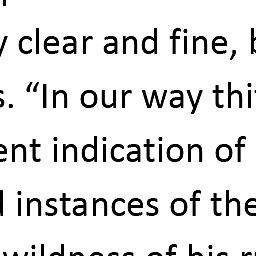 y clear and fine, b
s. “In our way thit
ent indication of
d instances of the
wildness of his r